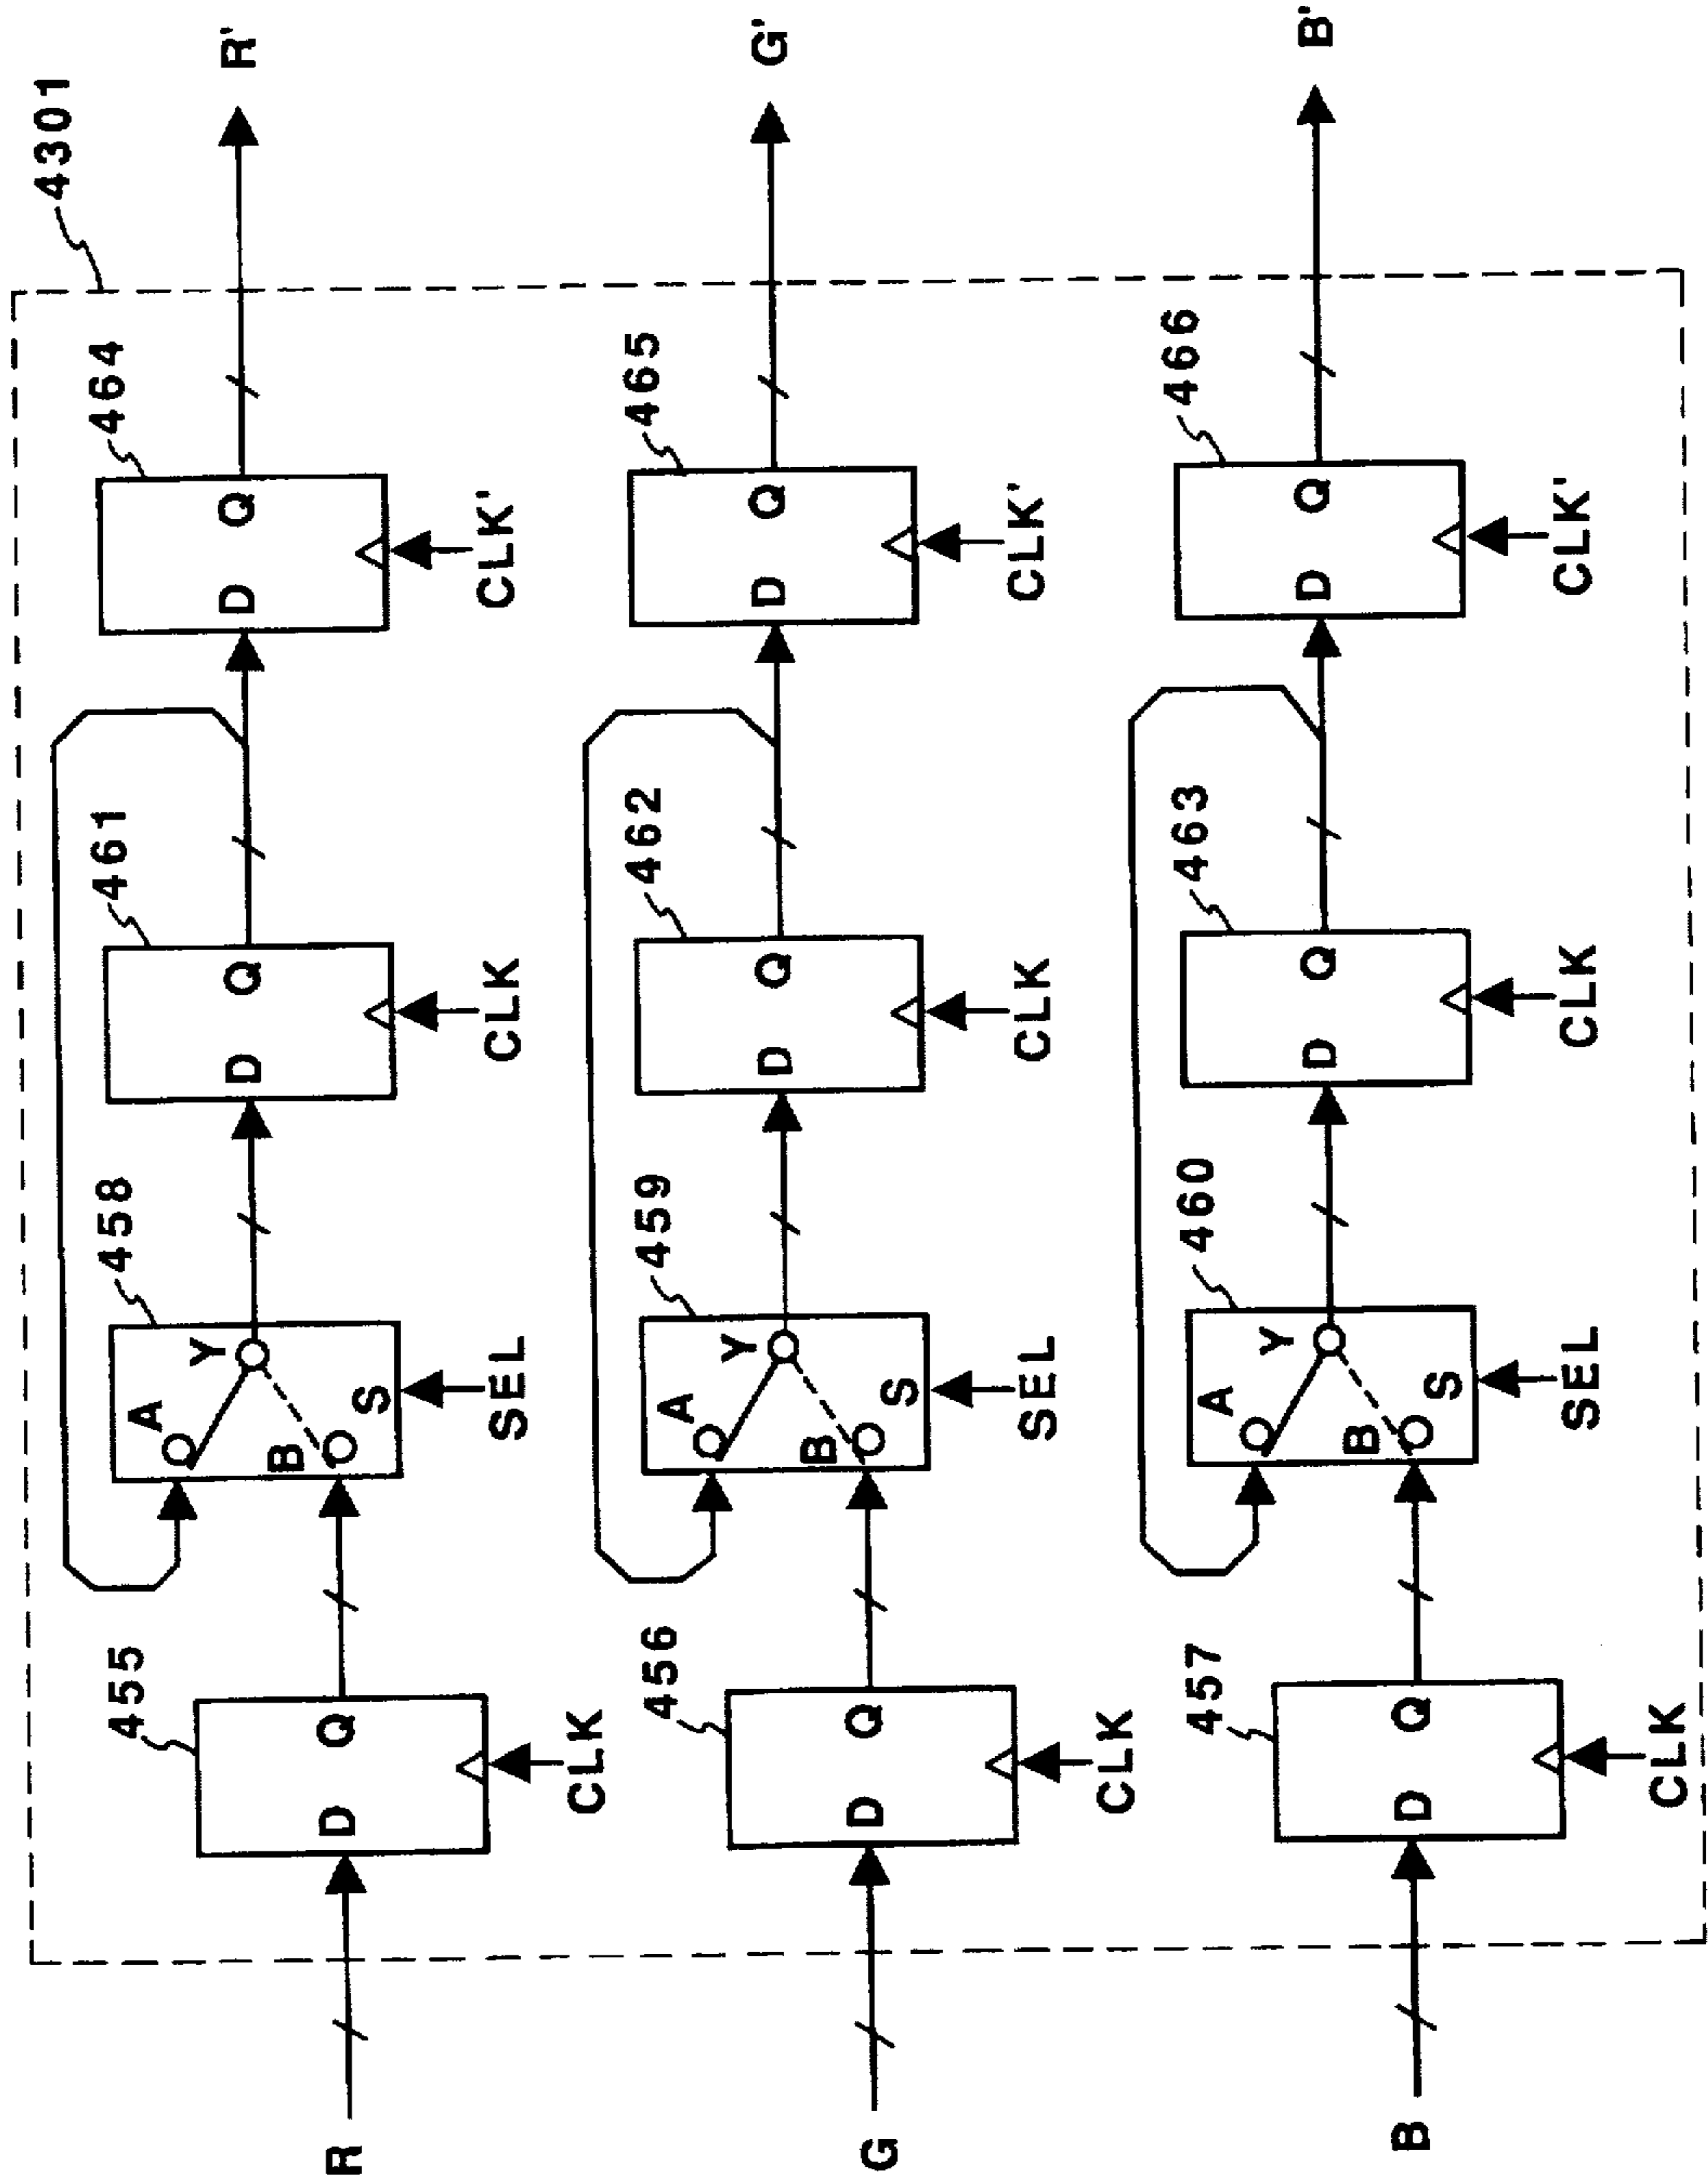 4301
455
458
461
464
R
D Q
A
B
Y
S
D Q
D Q
R'
CLK
SEL
CLK
CLK'
456
459
462
465
G
D Q
A
B
Y
S
D Q
D Q
G'
CLK
SEL
CLK
CLK'
457
460
463
466
B
D Q
A
B
Y
S
D Q
D Q
B'
CLK
SEL
CLK
CLK'